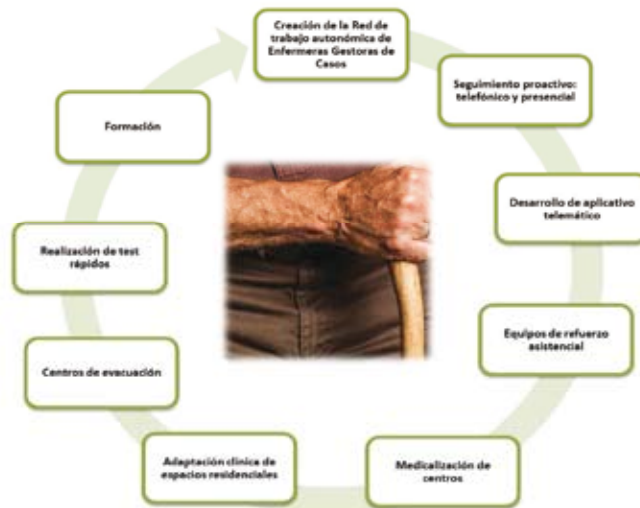 Creación de la Red de
trabajo autonómica de
Enfermeras Gestoras de
Casos
Seguimiento proactivo:
telefónico y presencial
Desarrollo de aplicativo
telemático
Equipos de refuerzo
asistencial
Medicalización de
centros
Adaptación clínica de
espacios residenciales
Centros de evacuación
Realización de test
rápidos
Formación